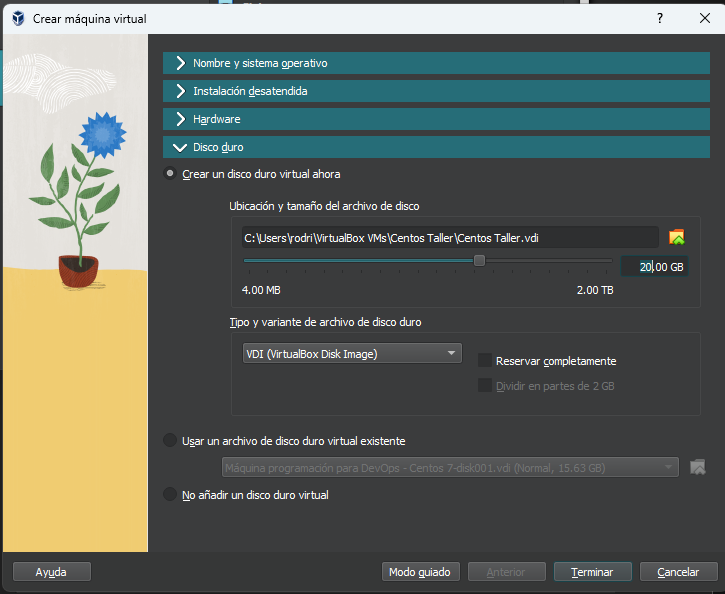 Crear máquina virtual
?
Nombre y sistema operativo
Instalación desatendida
Hardware
Disco duro
Crear un disco duro virtual ahora
Ubicación y tamaño del archivo de disco
C:\Users\rodri\VirtualBox VMs\Centos Taller\Centos Taller.vdi
20,00 GB
4.00 MB
2.00 TB
Tipo y variante de archivo de disco duro
VDI (VirtualBox Disk Image)
Reservar completamente
Dividir en partes de 2 GB
Usar un archivo de disco duro virtual existente
Máquina programación para DevOps - Centos 7-disk001.vdi (Normal, 15.63 GB)
No añadir un disco duro virtual
Ayuda
Modo guiado
Anterior
Terminar
Cancelar